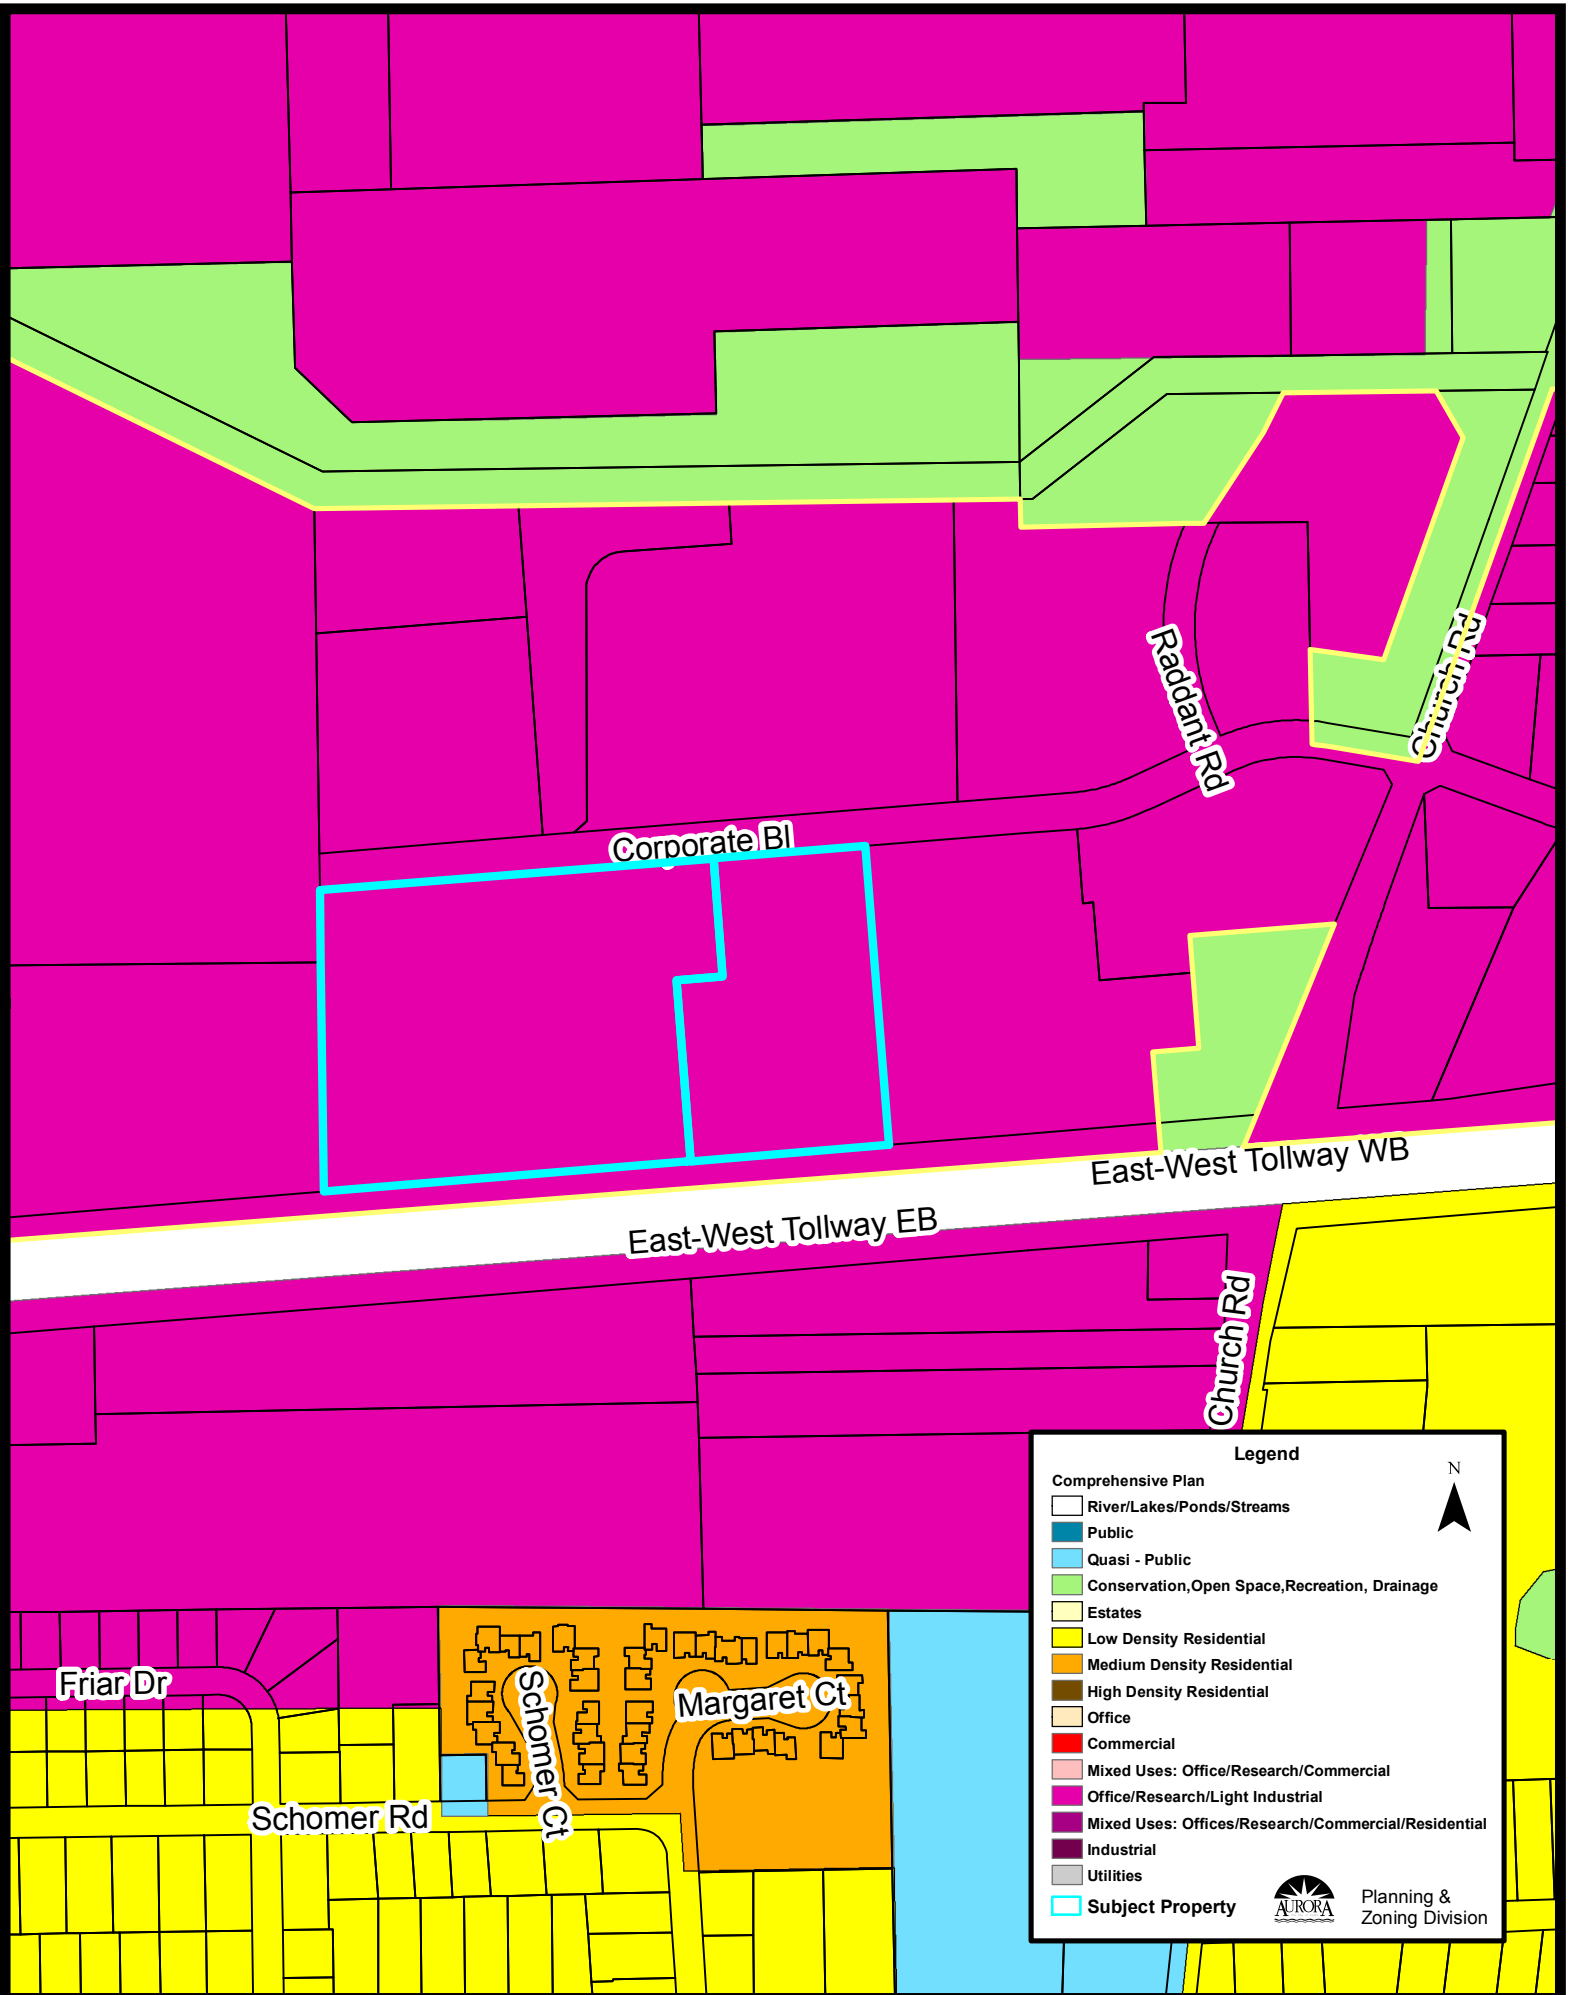 Raddant Rd
Church Rd
Corporate Bl
East-West Tollway WB
East-West Tollway EB
Church Rd
Legend
Comprehensive Plan
N
River/Lakes/Ponds/Streams
Public
Quasi - Public
Conservation,Open Space,Recreation, Drainage
Estates
Low Density Residential
Medium Density Residential
High Density Residential
Office
Commercial
Mixed Uses: Office/Research/Commercial
Office/Research/Light Industrial
Mixed Uses: Offices/Research/Commercial/Residential
Industrial
Utilities
Subject Property
AURORA
Planning &
Zoning Division
Friar Dr
Schomer Ct
Margaret Ct
Schomer Rd